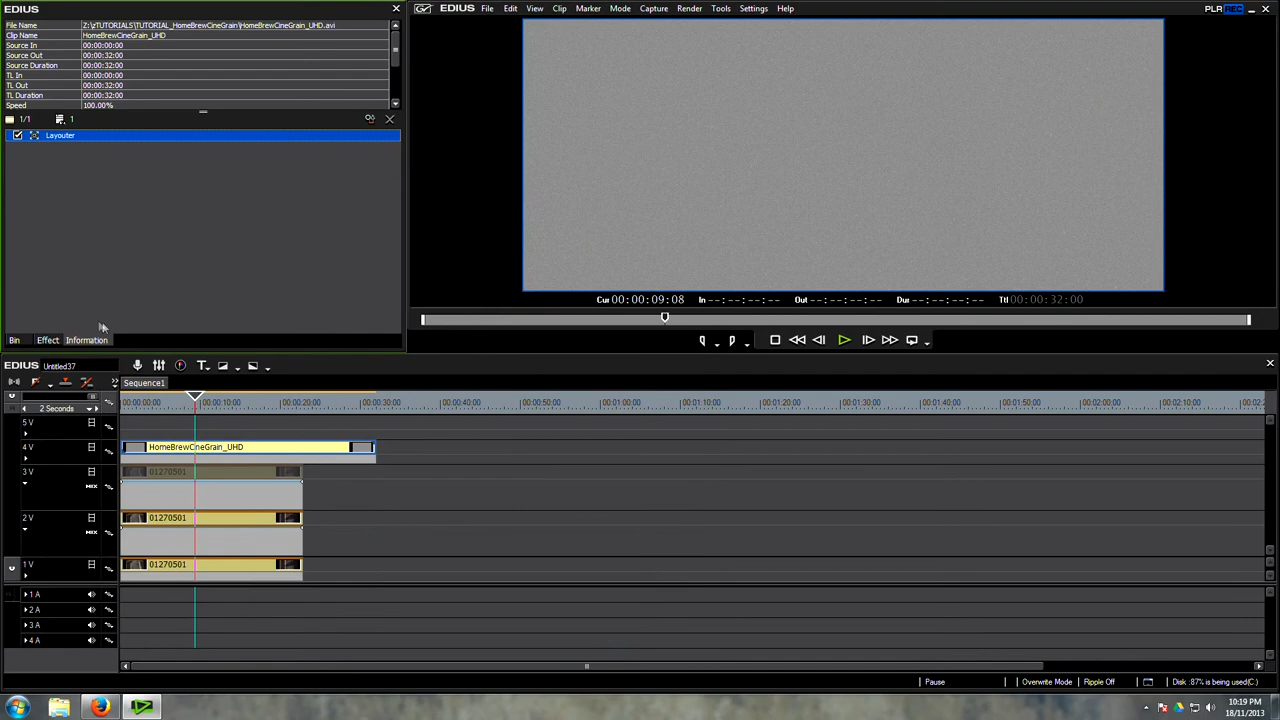 EDIUS
File Edit View Clip Marker Mode Capture Render Tools Settings Help
PLR REC
File Name Z:\zTUTORIALS\TUTORIAL_HomeBrewCineGrain\HomeBrewCineGrain_UHD.avi
Clip Name HomeBrewCineGrain_UHD
Source In 00:00:00:00
Source Out 00:00:32:00
Source Duration 00:00:32:00
TL In 00:00:00:00
TL Out 00:00:32:00
TL Duration 00:00:32:00
Speed 100.00%
1/1 1
Layouter
Cur 00:00:09:08 In --:--:--:-- Out --:--:--:-- Dur --:--:--:-- Ttl 00:00:32:00
Bin Effect Information
EDIUS Untitled37
Sequence1
2 Seconds
00:00:00:00 00:00:10:00 00:00:20:00 00:00:30:00 00:00:40:00 00:00:50:00 00:01:00:00 00:01:10:00 00:01:20:00 00:01:30:00 00:01:40:00 00:01:50:00 00:02:00:00
5 V
4 V HomeBrewCineGrain_UHD
3 V 01270501
MIX
2 V 01270501
MIX
1 V 01270501
1 A
2 A
3 A
4 A
Pause Overwrite Mode Ripple Off Disk :87% is being used(C:)
10:19 PM
18/11/2013